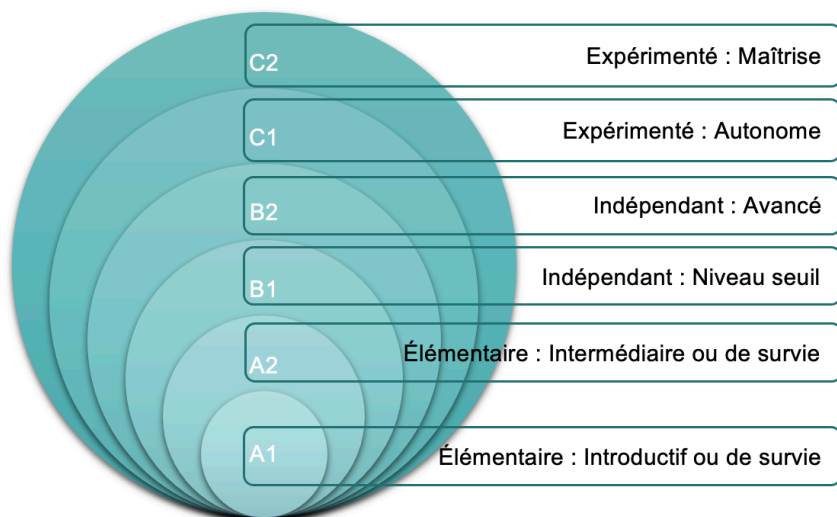 C2 Expérimenté : Maîtrise
C1 Expérimenté : Autonome
B2 Indépendant : Avancé
B1 Indépendant : Niveau seuil
A2 Élémentaire : Intermédiaire ou de survie
A1 Élémentaire : Introductif ou de survie